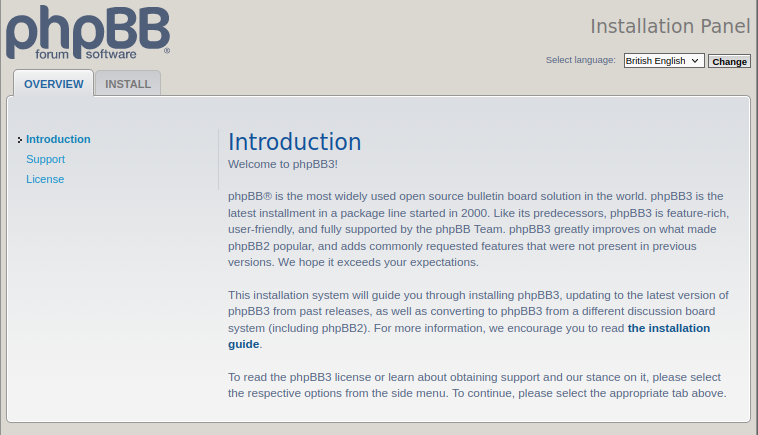 phpBB®
forum software
Installation Panel
Select language: British English Change
OVERVIEW INSTALL
Introduction
Support
License
Introduction
Welcome to phpBB3!
phpBB® is the most widely used open source bulletin board solution in the world. phpBB3 is the
latest installment in a package line started in 2000. Like its predecessors, phpBB3 is feature-rich,
user-friendly, and fully supported by the phpBB Team. phpBB3 greatly improves on what made
phpBB2 popular, and adds commonly requested features that were not present in previous
versions. We hope it exceeds your expectations.
This installation system will guide you through installing phpBB3, updating to the latest version of
phpBB3 from past releases, as well as converting to phpBB3 from a different discussion board
system (including phpBB2). For more information, we encourage you to read the installation
guide.
To read the phpBB3 license or learn about obtaining support and our stance on it, please select
the respective options from the side menu. To continue, please select the appropriate tab above.